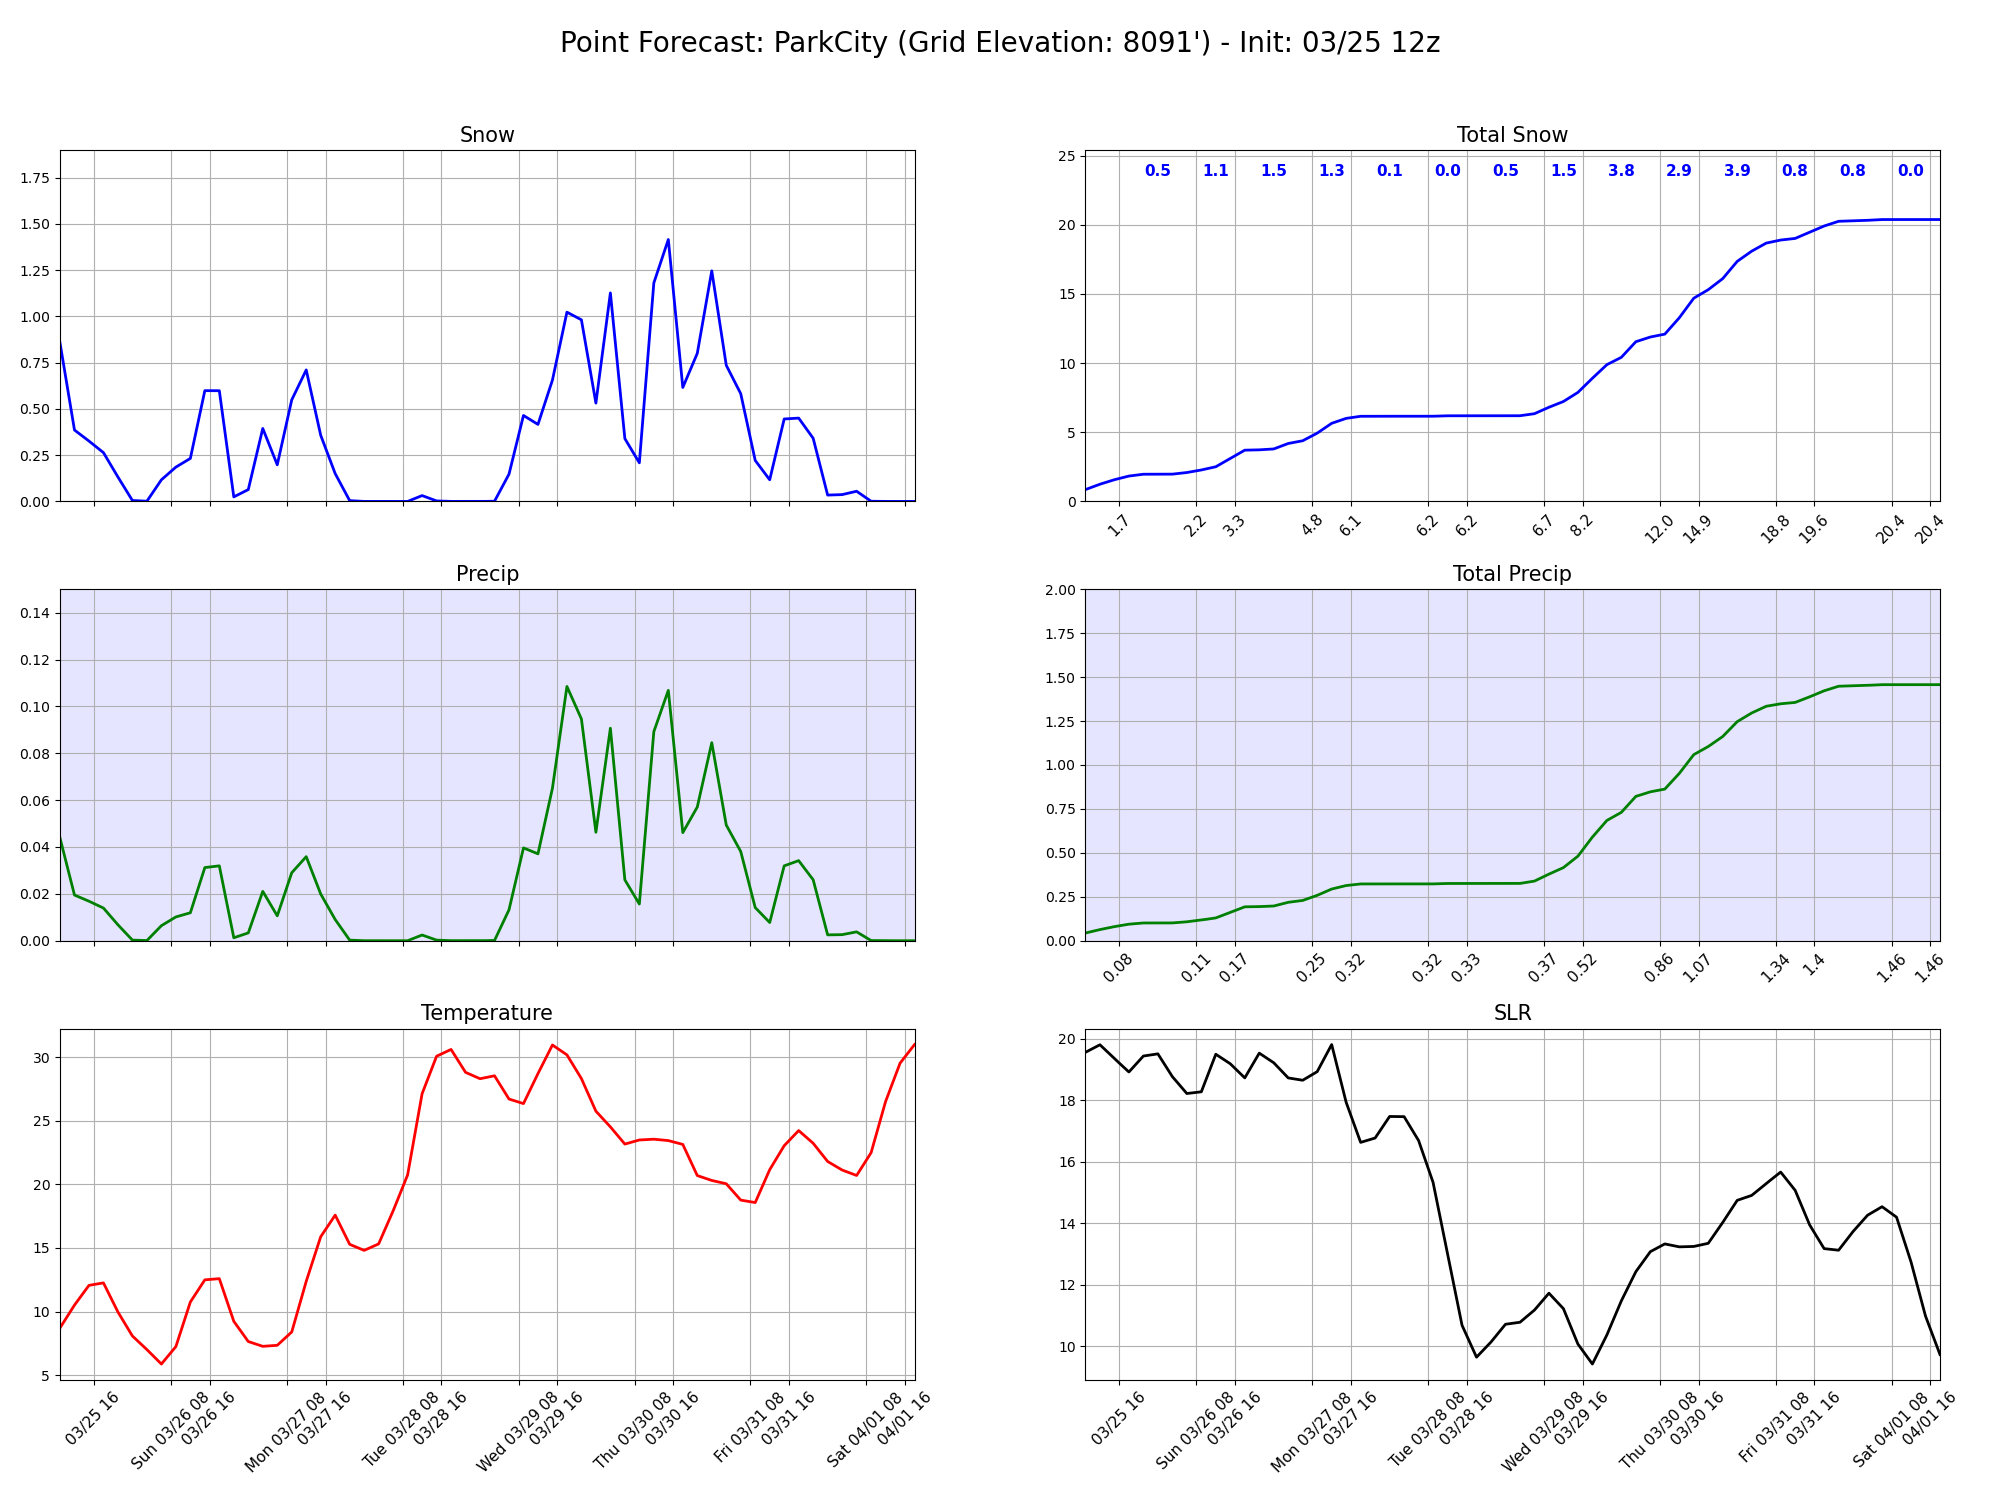 Point Forecast: ParkCity (Grid Elevation: 8091') - Init: 03/25 12z
Snow
1.75
1.50
1.25
1.00
0.75
0.50
0.25
0.00
Total Snow
25
20
15
10
5
0
0.5 1.1 1.5 1.3 0.1 0.0 0.5 1.5 3.8 2.9 3.9 0.8 0.8 0.0
1.7 2.2 3.3 4.8 6.1 6.2 6.2 6.7 8.2 12.0 14.9 18.8 19.6 20.4 20.4
Precip
0.14
0.12
0.10
0.08
0.06
0.04
0.02
0.00
Total Precip
2.00
1.75
1.50
1.25
1.00
0.75
0.50
0.25
0.00
0.08 0.11 0.17 0.25 0.32 0.32 0.33 0.37 0.52 0.86 1.07 1.34 1.4 1.46 1.46
Temperature
30
25
20
15
10
5
03/25 16
Sun 03/26 08
03/26 16
Mon 03/27 08
03/27 16
Tue 03/28 08
03/28 16
Wed 03/29 08
03/29 16
Thu 03/30 08
03/30 16
Fri 03/31 08
03/31 16
Sat 04/01 08
04/01 16
SLR
20
18
16
14
12
10
03/25 16
Sun 03/26 08
03/26 16
Mon 03/27 08
03/27 16
Tue 03/28 08
03/28 16
Wed 03/29 08
03/29 16
Thu 03/30 08
03/30 16
Fri 03/31 08
03/31 16
Sat 04/01 08
04/01 16